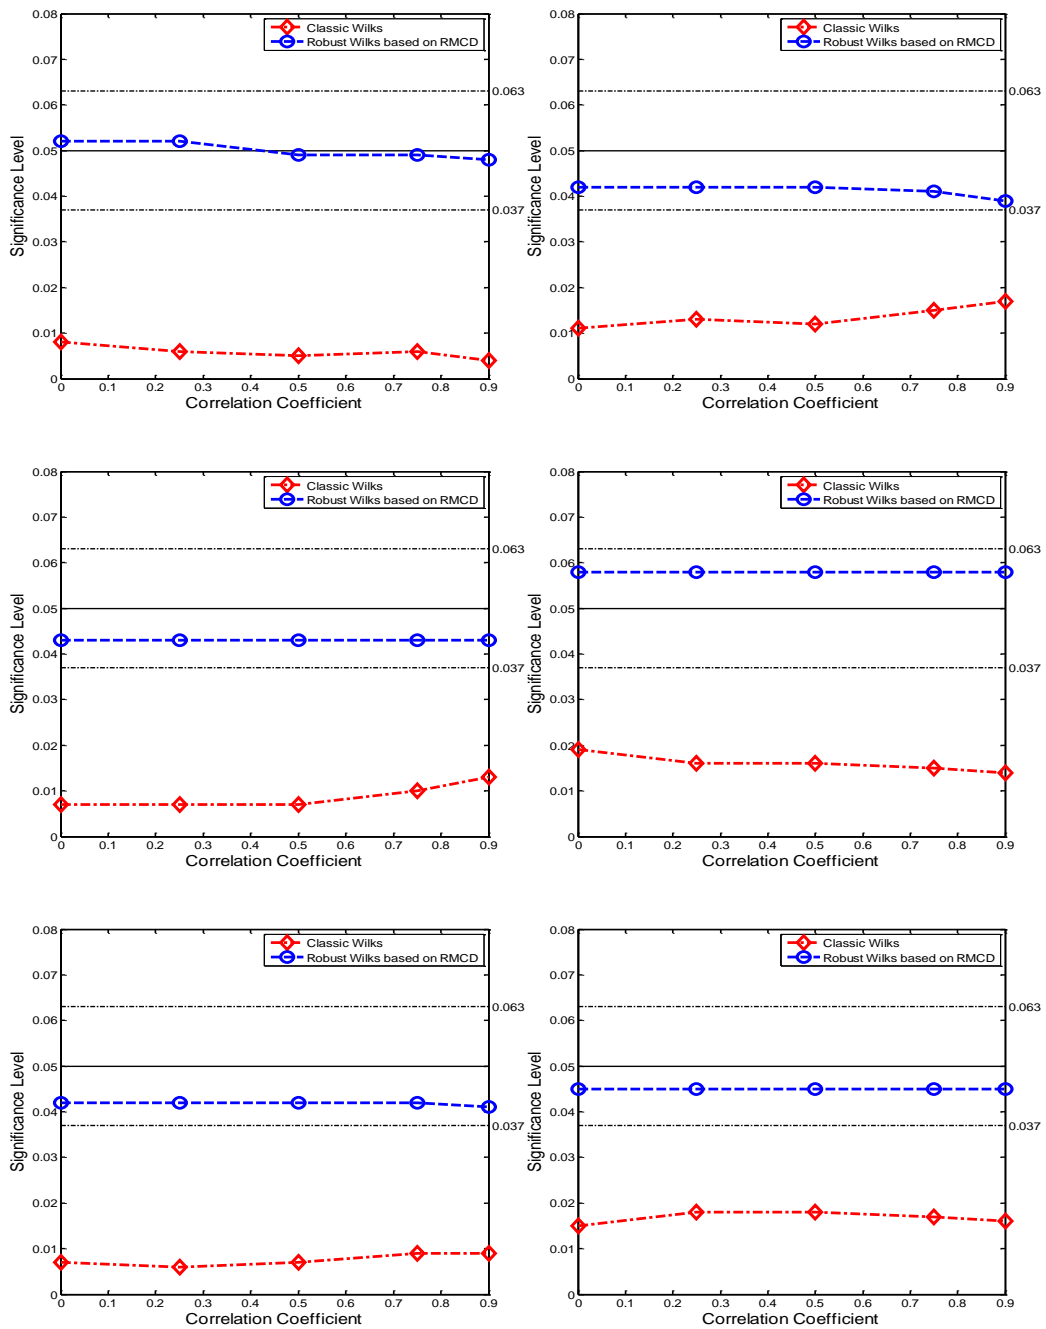 0.08
0.07
0.06
0.05
0.04
0.03
0.02
0.01
0
Significance Level
Classic Wilks
Robust Wilks based on RMCD
0.063
0.037
0 0.1 0.2 0.3 0.4 0.5 0.6 0.7 0.8 0.9
Correlation Coefficient
0.08
0.07
0.06
0.05
0.04
0.03
0.02
0.01
0
Significance Level
Classic Wilks
Robust Wilks based on RMCD
0.063
0.037
0 0.1 0.2 0.3 0.4 0.5 0.6 0.7 0.8 0.9
Correlation Coefficient
0.08
0.07
0.06
0.05
0.04
0.03
0.02
0.01
0
Significance Level
Classic Wilks
Robust Wilks based on RMCD
0.063
0.037
0 0.1 0.2 0.3 0.4 0.5 0.6 0.7 0.8 0.9
Correlation Coefficient
0.08
0.07
0.06
0.05
0.04
0.03
0.02
0.01
0
Significance Level
Classic Wilks
Robust Wilks based on RMCD
0.063
0.037
0 0.1 0.2 0.3 0.4 0.5 0.6 0.7 0.8 0.9
Correlation Coefficient
0.08
0.07
0.06
0.05
0.04
0.03
0.02
0.01
0
Significance Level
Classic Wilks
Robust Wilks based on RMCD
0.063
0.037
0 0.1 0.2 0.3 0.4 0.5 0.6 0.7 0.8 0.9
Correlation Coefficient
0.08
0.07
0.06
0.05
0.04
0.03
0.02
0.01
0
Significance Level
Classic Wilks
Robust Wilks based on RMCD
0.063
0.037
0 0.1 0.2 0.3 0.4 0.5 0.6 0.7 0.8 0.9
Correlation Coefficient